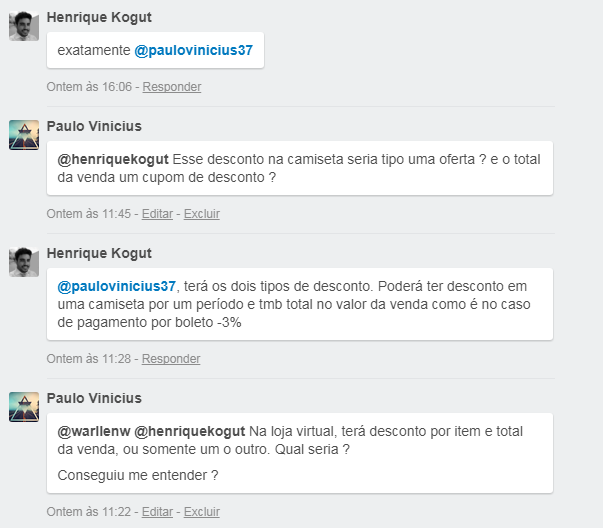 Henrique Kogut
exatamente @paulovinicius37
Ontem às 16:06 - Responder
Paulo Vinicius
@henriquekogut Esse desconto na camiseta seria tipo uma oferta ? e o total
da venda um cupom de desconto ?
Ontem às 11:45 - Editar - Excluir
Henrique Kogut
@paulovinicius37, terá os dois tipos de desconto. Poderá ter desconto em
uma camiseta por um período e tmb total no valor da venda como é no caso
de pagamento por boleto -3%
Ontem às 11:28 - Responder
Paulo Vinicius
@warllenw @henriquekogut Na loja virtual, terá desconto por item e total
da venda, ou somente um o outro. Qual seria ?
Conseguiu me entender ?
Ontem às 11:22 - Editar - Excluir